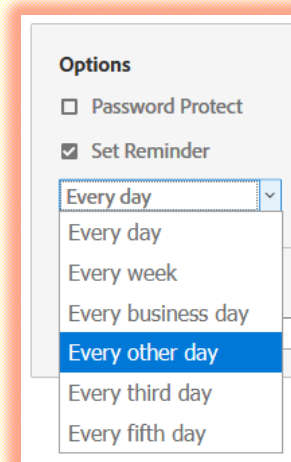 Options
Password Protect
Set Reminder
Every day
Every day
Every week
Every business day
Every other day
Every third day
Every fifth day